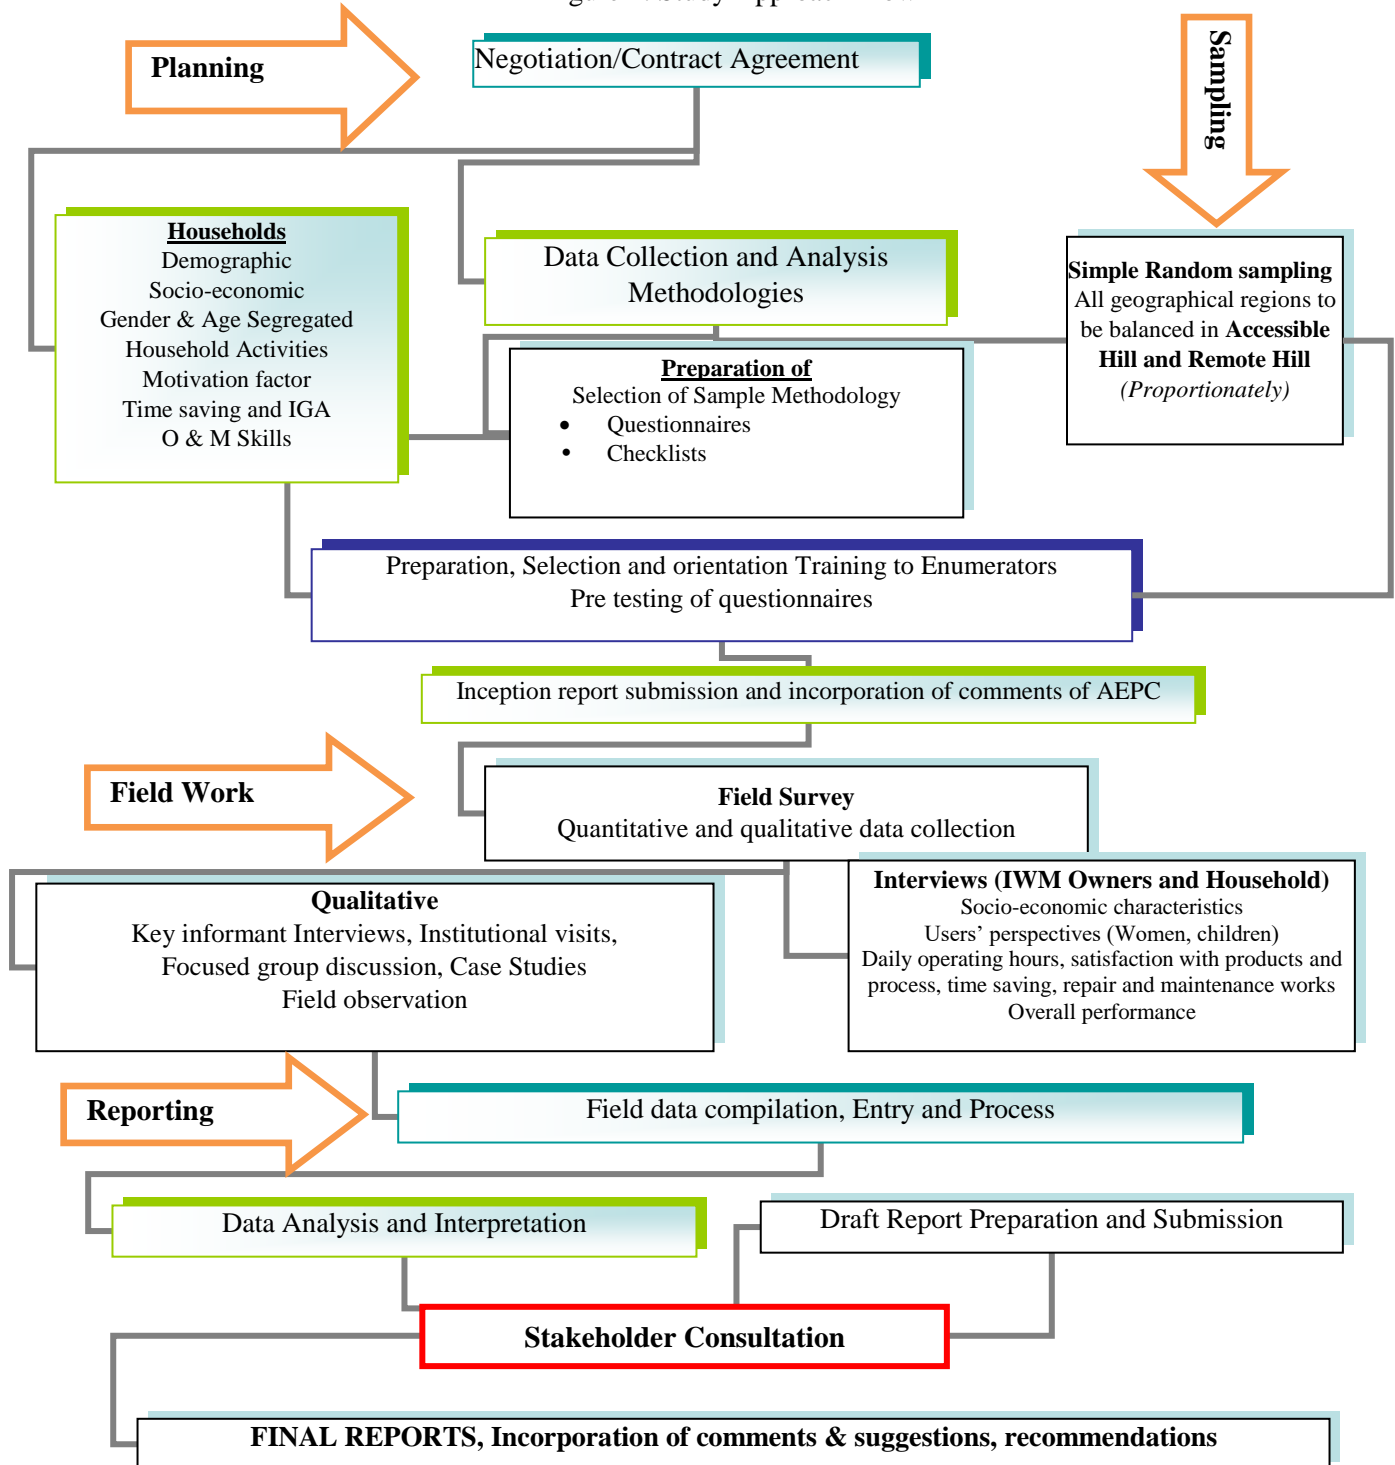 Planning
Negotiation/Contract Agreement
Sampling
Households
Demographic
Socio-economic
Gender & Age Segregated
Household Activities
Motivation factor
Time saving and IGA
O & M Skills
Data Collection and Analysis
Methodologies
Simple Random sampling
All geographical regions to
be balanced in Accessible
Hill and Remote Hill
(Proportionately)
Preparation of
Selection of Sample Methodology
• Questionnaires
• Checklists
Preparation, Selection and orientation Training to Enumerators
Pre testing of questionnaires
Inception report submission and incorporation of comments of AEPC
Field Work
Field Survey
Quantitative and qualitative data collection
Qualitative
Key informant Interviews, Institutional visits,
Focused group discussion, Case Studies
Field observation
Interviews (IWM Owners and Household)
Socio-economic characteristics
Users’ perspectives (Women, children)
Daily operating hours, satisfaction with products and
process, time saving, repair and maintenance works
Overall performance
Reporting
Field data compilation, Entry and Process
Data Analysis and Interpretation
Draft Report Preparation and Submission
Stakeholder Consultation
FINAL REPORTS, Incorporation of comments & suggestions, recommendations